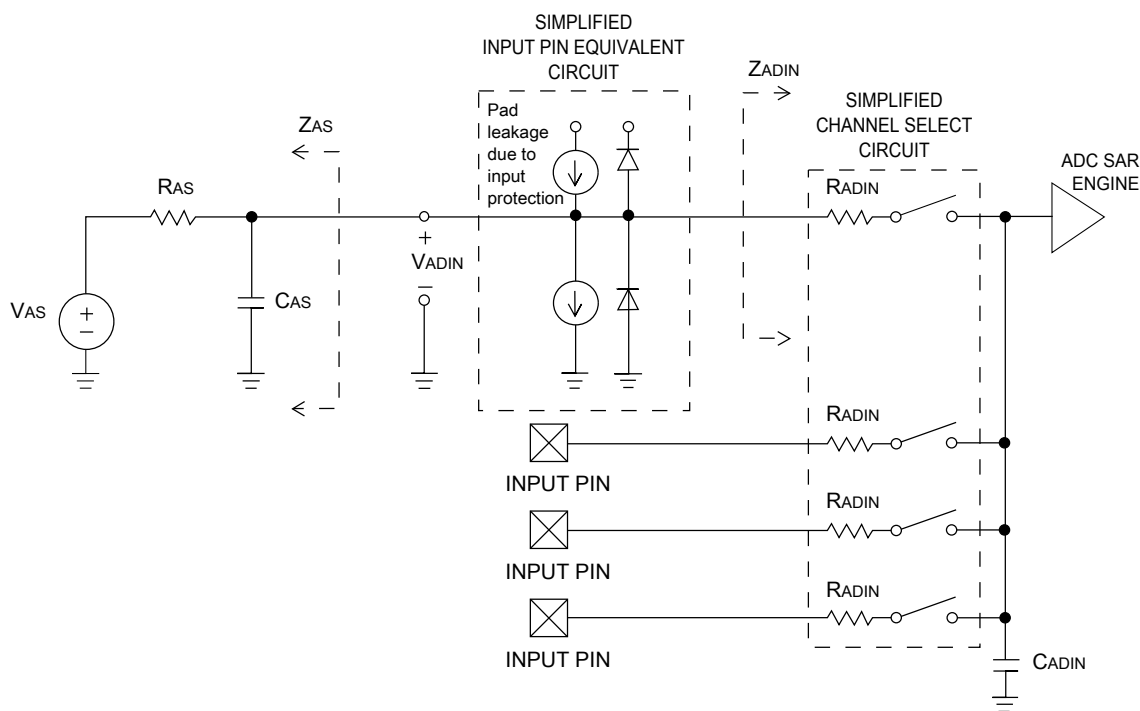 SIMPLIFIED
INPUT PIN EQUIVALENT
CIRCUIT
ZADIN
SIMPLIFIED
CHANNEL SELECT
CIRCUIT
Pad
leakage
due to
input
protection
ZAS
ADC SAR
ENGINE
RAS
RADIN
+
VADIN
–
CAS
VAS
+
–
RADIN
INPUT PIN
RADIN
INPUT PIN
RADIN
INPUT PIN
CADIN